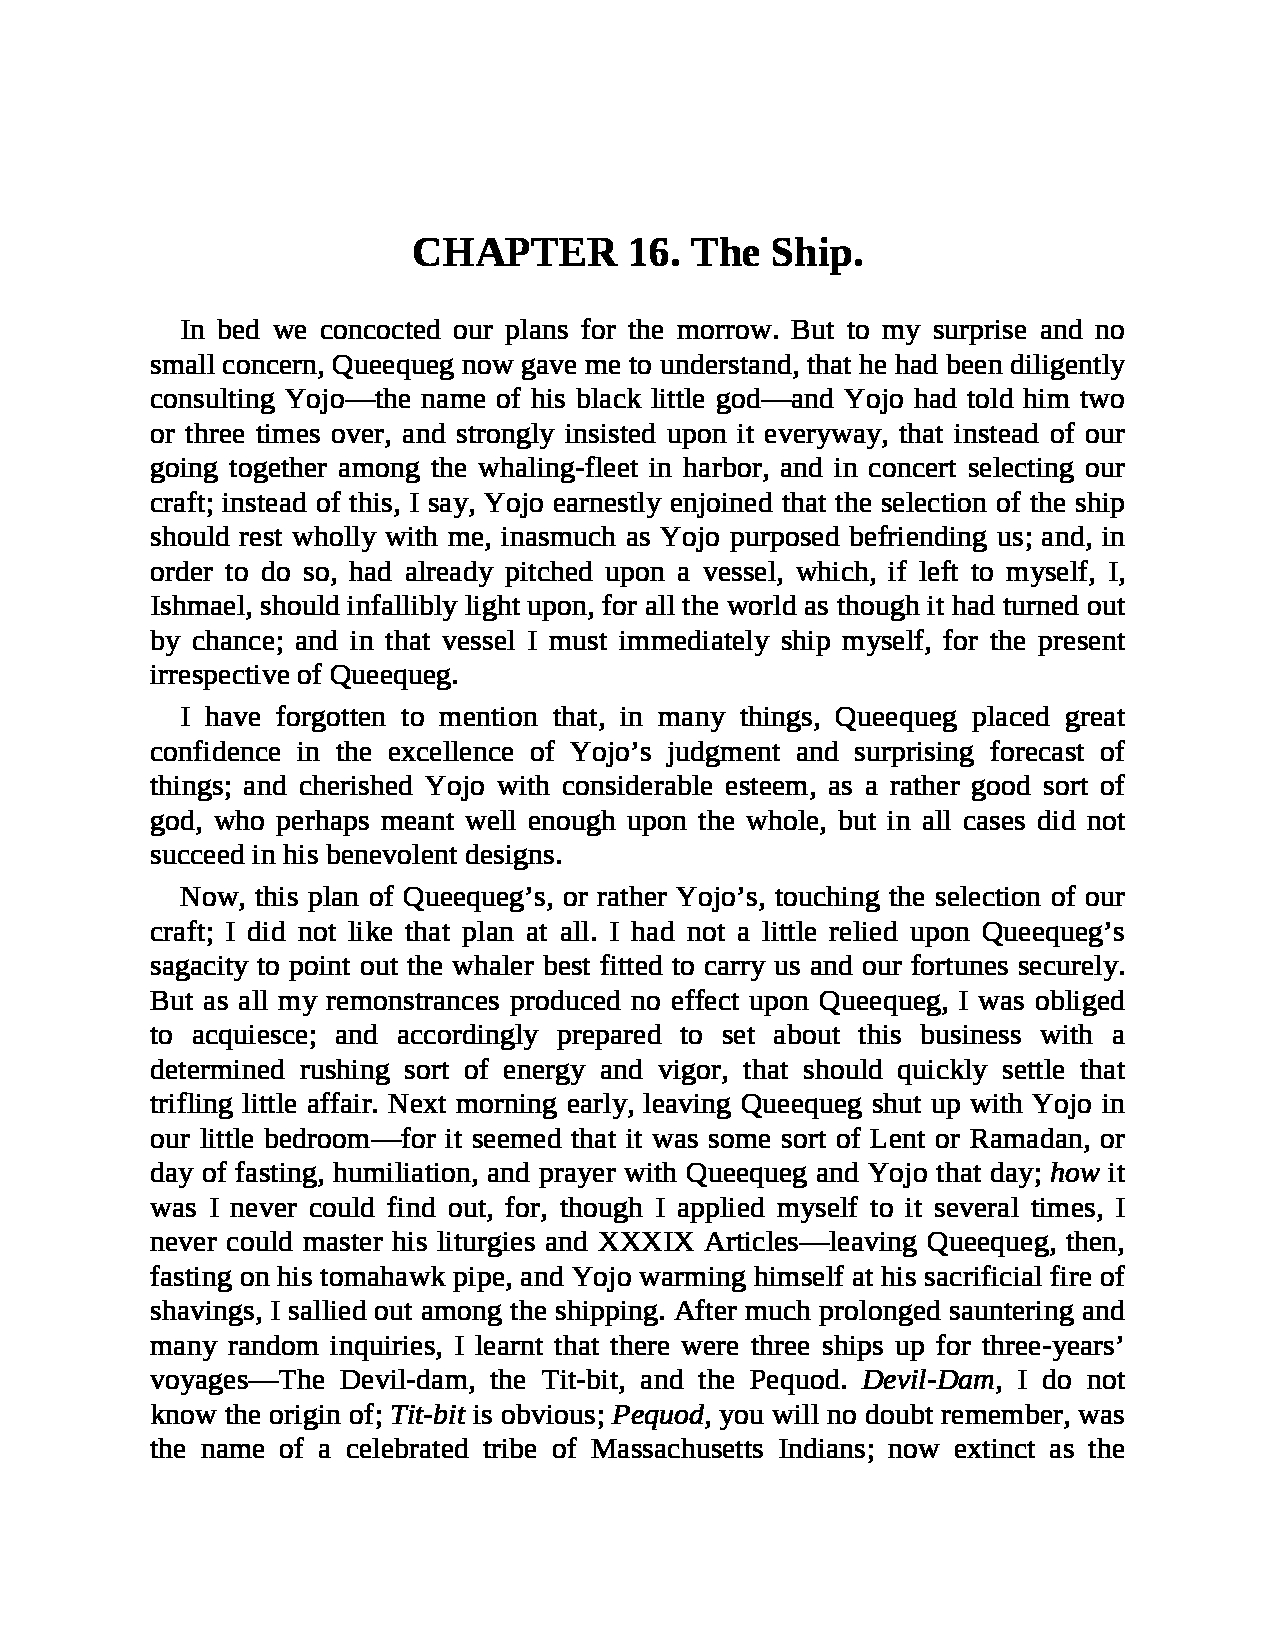 CHAPTER 16. The Ship.
In bed we concocted our plans for the morrow. But to my surprise and no
small concern, Queequeg now gave me to understand, that he had been diligently
consulting Yojo—the name of his black little god—and Yojo had told him two
or three times over, and strongly insisted upon it everyway, that instead of our
going together among the whaling-fleet in harbor, and in concert selecting our
craft; instead of this, I say, Yojo earnestly enjoined that the selection of the ship
should rest wholly with me, inasmuch as Yojo purposed befriending us; and, in
order to do so, had already pitched upon a vessel, which, if left to myself, I,
Ishmael, should infallibly light upon, for all the world as though it had turned out
by chance; and in that vessel I must immediately ship myself, for the present
irrespective of Queequeg.
I have forgotten to mention that, in many things, Queequeg placed great
confidence in the excellence of Yojo’s judgment and surprising forecast of
things; and cherished Yojo with considerable esteem, as a rather good sort of
god, who perhaps meant well enough upon the whole, but in all cases did not
succeed in his benevolent designs.
Now, this plan of Queequeg’s, or rather Yojo’s, touching the selection of our
craft; I did not like that plan at all. I had not a little relied upon Queequeg’s
sagacity to point out the whaler best fitted to carry us and our fortunes securely.
But as all my remonstrances produced no effect upon Queequeg, I was obliged
to acquiesce; and accordingly prepared to set about this business with a
determined rushing sort of energy and vigor, that should quickly settle that
trifling little affair. Next morning early, leaving Queequeg shut up with Yojo in
our little bedroom—for it seemed that it was some sort of Lent or Ramadan, or
day of fasting, humiliation, and prayer with Queequeg and Yojo that day; how it
was I never could find out, for, though I applied myself to it several times, I
never could master his liturgies and XXXIX Articles—leaving Queequeg, then,
fasting on his tomahawk pipe, and Yojo warming himself at his sacrificial fire of
shavings, I sallied out among the shipping. After much prolonged sauntering and
many random inquiries, I learnt that there were three ships up for three-years’
voyages—The Devil-dam, the Tit-bit, and the Pequod. Devil-Dam, I do not
know the origin of; Tit-bit is obvious; Pequod, you will no doubt remember, was
the name of a celebrated tribe of Massachusetts Indians; now extinct as the